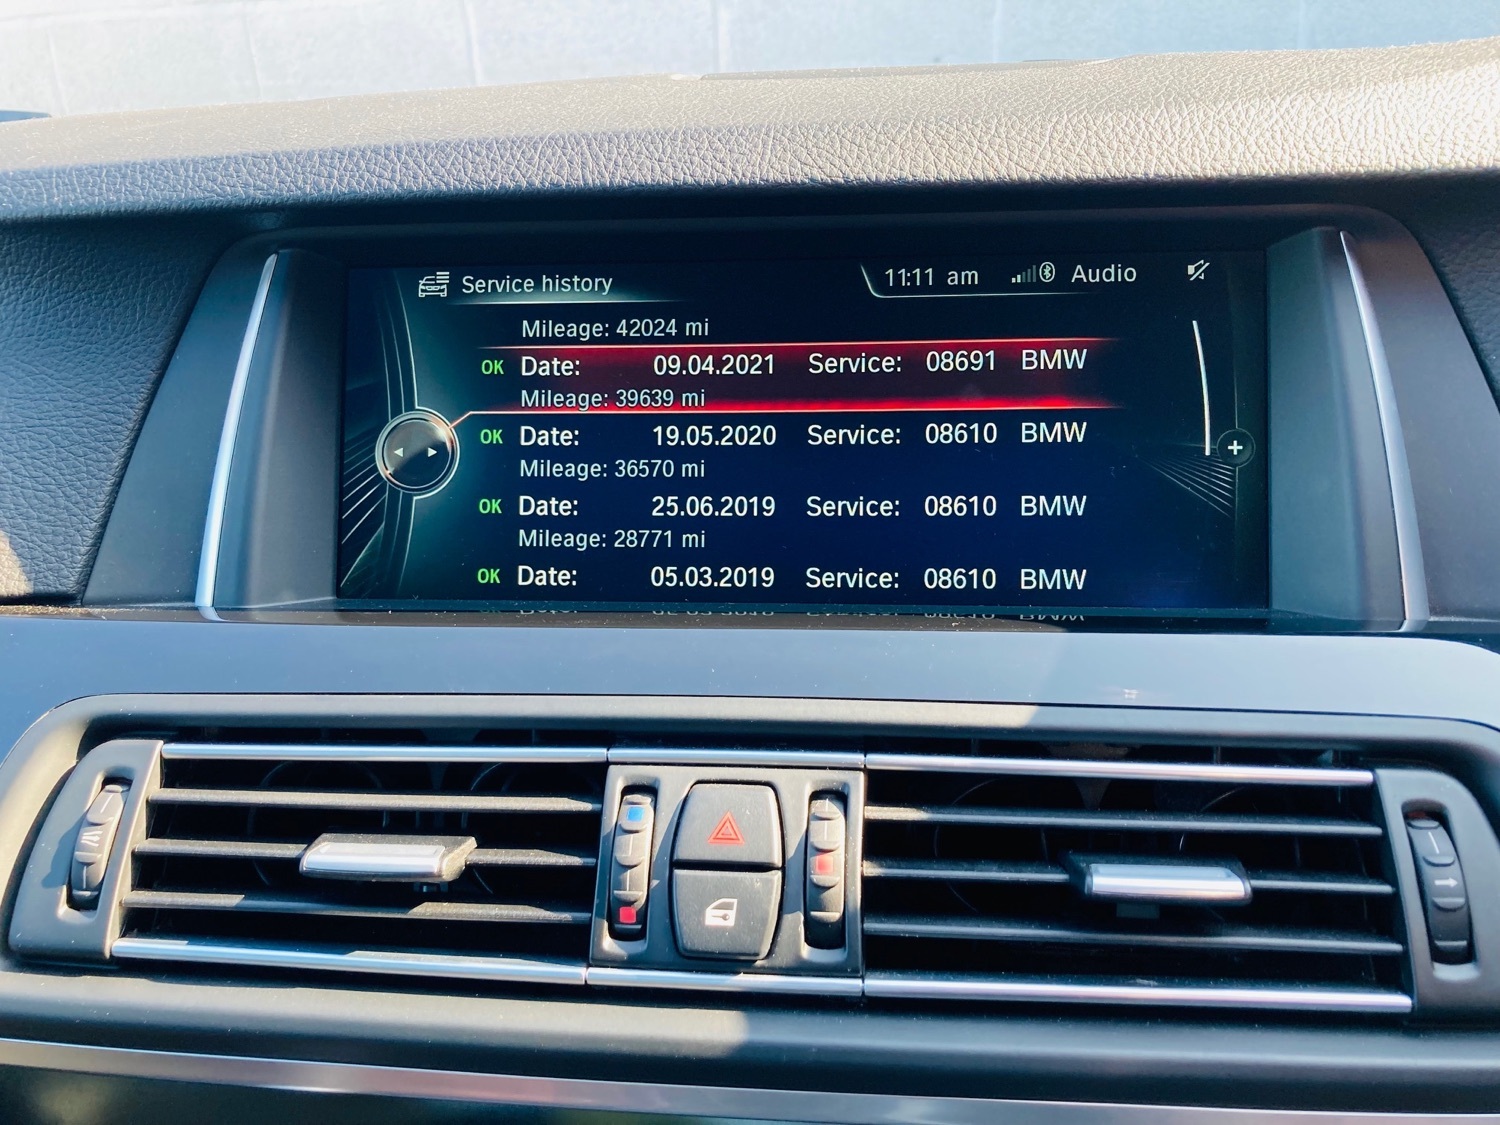 Service history 11:11 am Audio
Mileage: 42024 mi
OK Date: 09.04.2021 Service: 08691 BMW
Mileage: 39639 mi
OK Date: 19.05.2020 Service: 08610 BMW
Mileage: 36570 mi
OK Date: 25.06.2019 Service: 08610 BMW
Mileage: 28771 mi
OK Date: 05.03.2019 Service: 08610 BMW